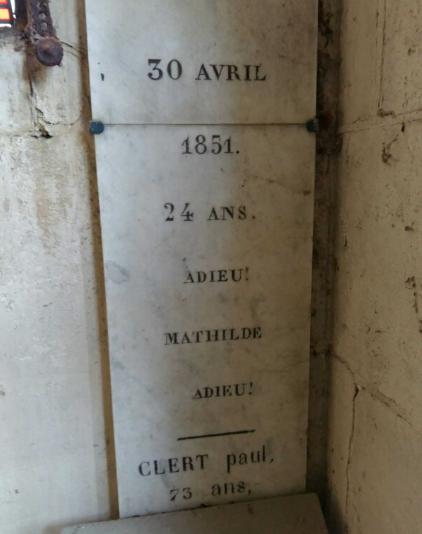 30 AVRIL
1851.
24 ANS.
ADIEU!
MATHILDE
ADIEU!
CLERT paul,
73 ans,